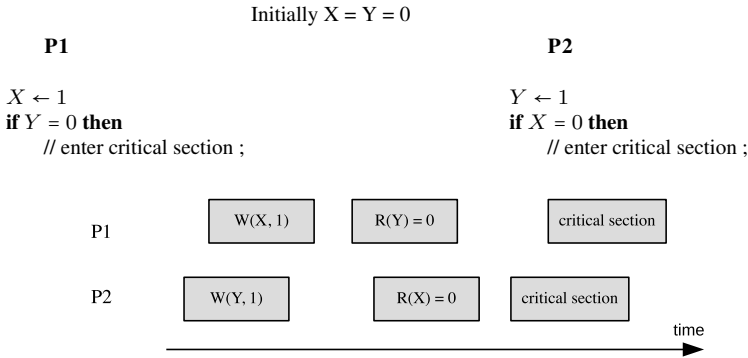 Initially X = Y = 0
P1 P2
X ← 1 Y ← 1
if Y = 0 then if X = 0 then
// enter critical section ; // enter critical section ;
P1 W(X, 1) R(Y) = 0 critical section
P2 W(Y, 1) R(X) = 0 critical section
time